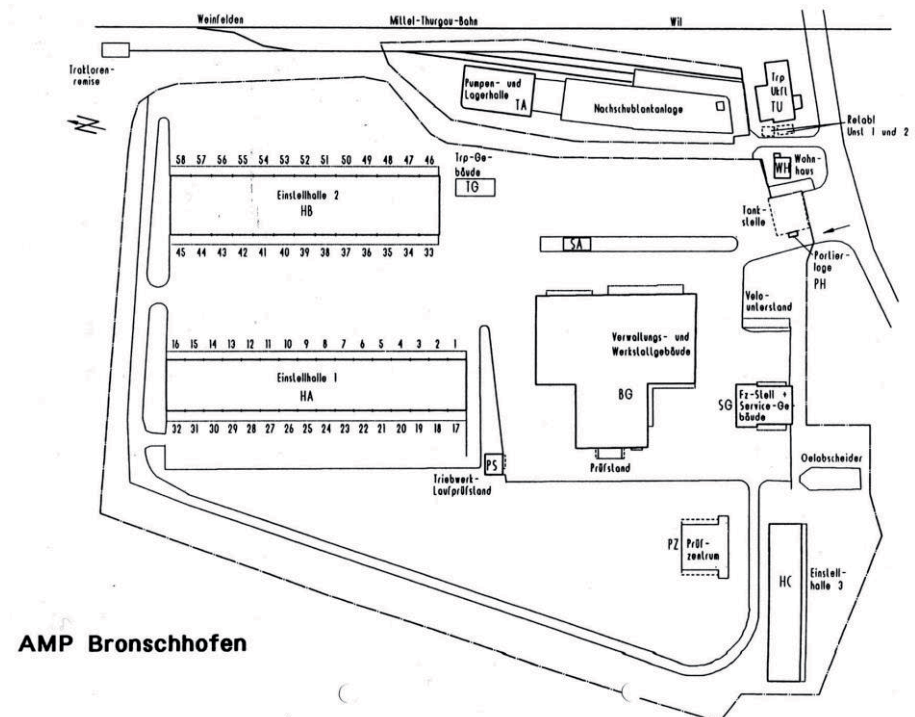 Weinfelden Mittel-Thurgau-Bahn Wil
Traktoren-
remise
Pumpen- und
Lagerhalle
TA
Nachschubtankanlage
Trp
Ukft
TU
Relabl
Unst 1 und 2
58 57 56 55 54 53 52 51 50 49 48 47 46
Einstellhalle 2
HB
45 44 43 42 41 40 39 38 37 36 35 34 33
Trp-Ge-
bäude
TG
WH
Wohn-
haus
Tank-
stelle
SA
Portier-
loge
PH
Velo-
unterstand
16 15 14 13 12 11 10 9 8 7 6 5 4 3 2 1
Einstellhalle 1
HA
32 31 30 29 28 27 26 25 24 23 22 21 20 19 18 17
Verwaltungs- und
Werkstattgebäude
BG
SG
Fz-Stell +
Service-Ge-
bäude
PS
Triebwerk-
Laufprüfstand
Prüfstand
Oelabscheider
PZ
Prüf-
zentrum
HC
Einstell-
halle 3
AMP Bronschhofen